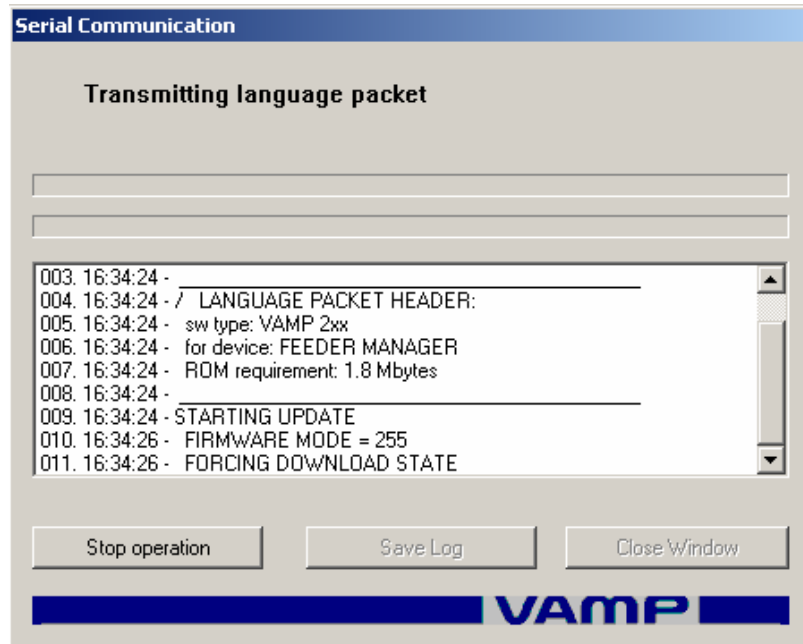 Serial Communication
Transmitting language packet
003. 16:34:24 - ________________________________
004. 16:34:24 - /   LANGUAGE PACKET HEADER:
005. 16:34:24 -   sw type: VAMP 2xx
006. 16:34:24 -   for device: FEEDER MANAGER
007. 16:34:24 -   ROM requirement: 1.8 Mbytes
008. 16:34:24 - ________________________________
009. 16:34:24 - STARTING UPDATE
010. 16:34:26 -   FIRMWARE MODE = 255
011. 16:34:26 -   FORCING DOWNLOAD STATE
Stop operation Save Log Close Window
VAMP